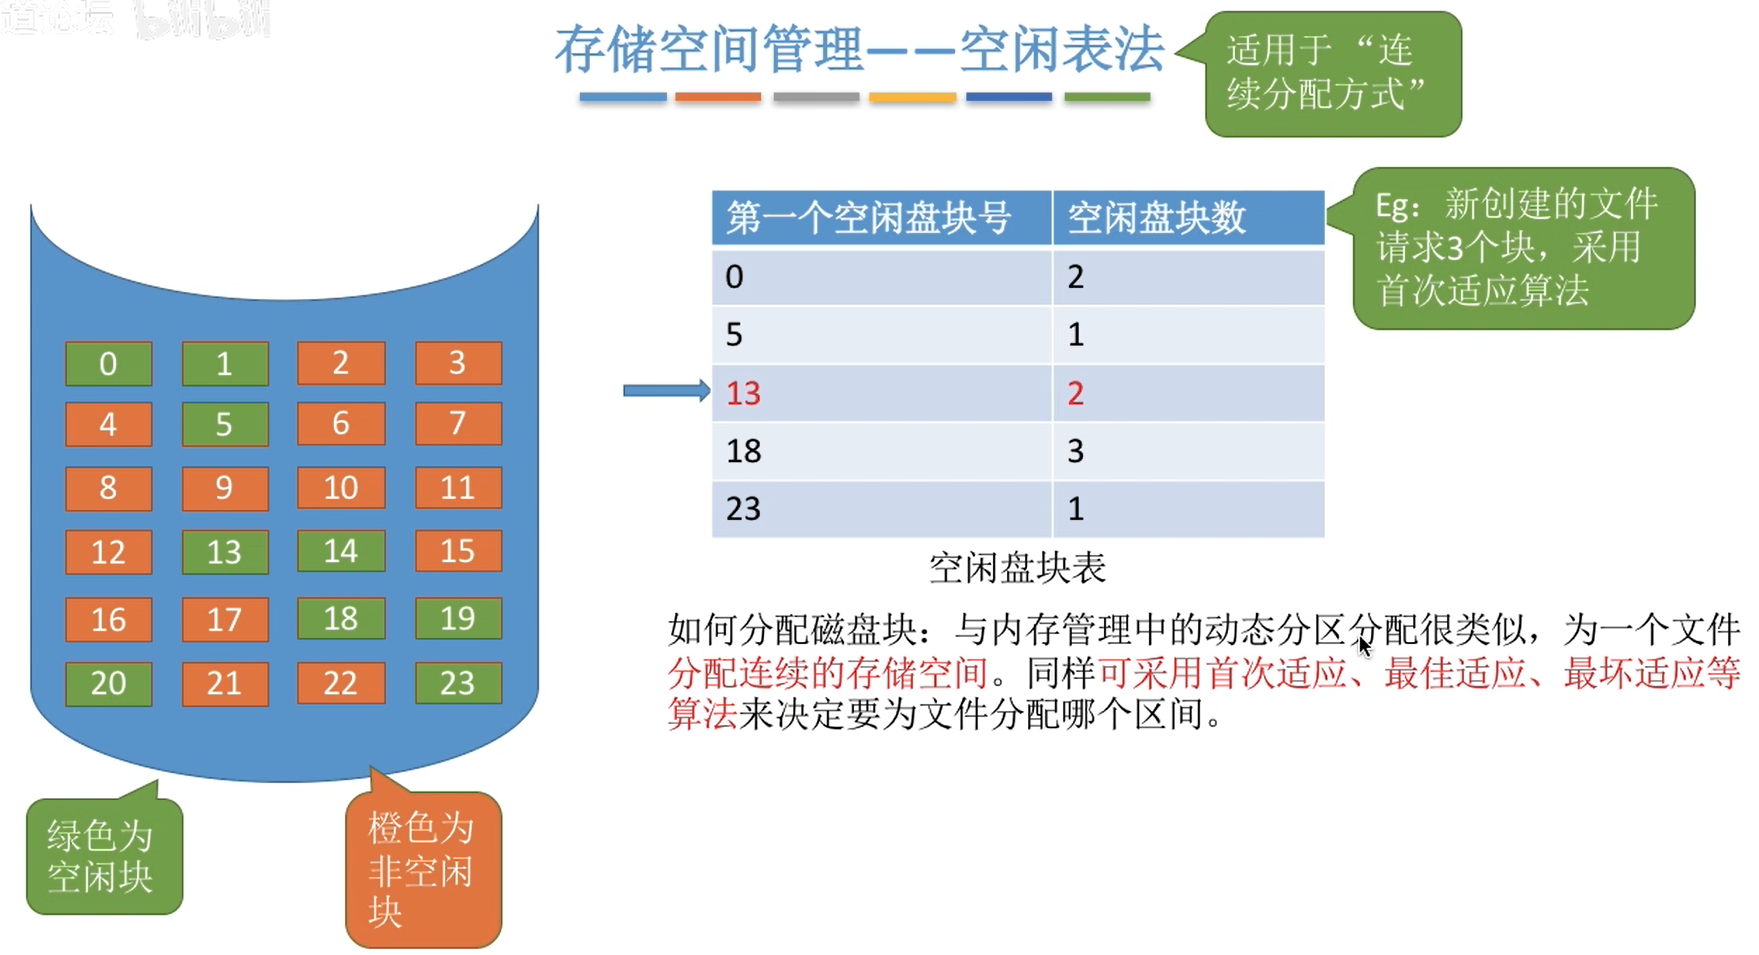 道论坛 bilibili
存储空间管理——空闲表法
适用于“连
续分配方式”
第一个空闲盘块号 空闲盘块数
0 2
5 1
13 2
18 3
23 1
空闲盘块表
Eg：新创建的文件
请求3个块，采用
首次适应算法
0 1 2 3
4 5 6 7
8 9 10 11
12 13 14 15
16 17 18 19
20 21 22 23
绿色为
空闲块
橙色为
非空闲
块
如何分配磁盘块：与内存管理中的动态分区分配很类似，为一个文件
分配连续的存储空间。同样可采用首次适应、最佳适应、最坏适应等
算法来决定要为文件分配哪个区间。